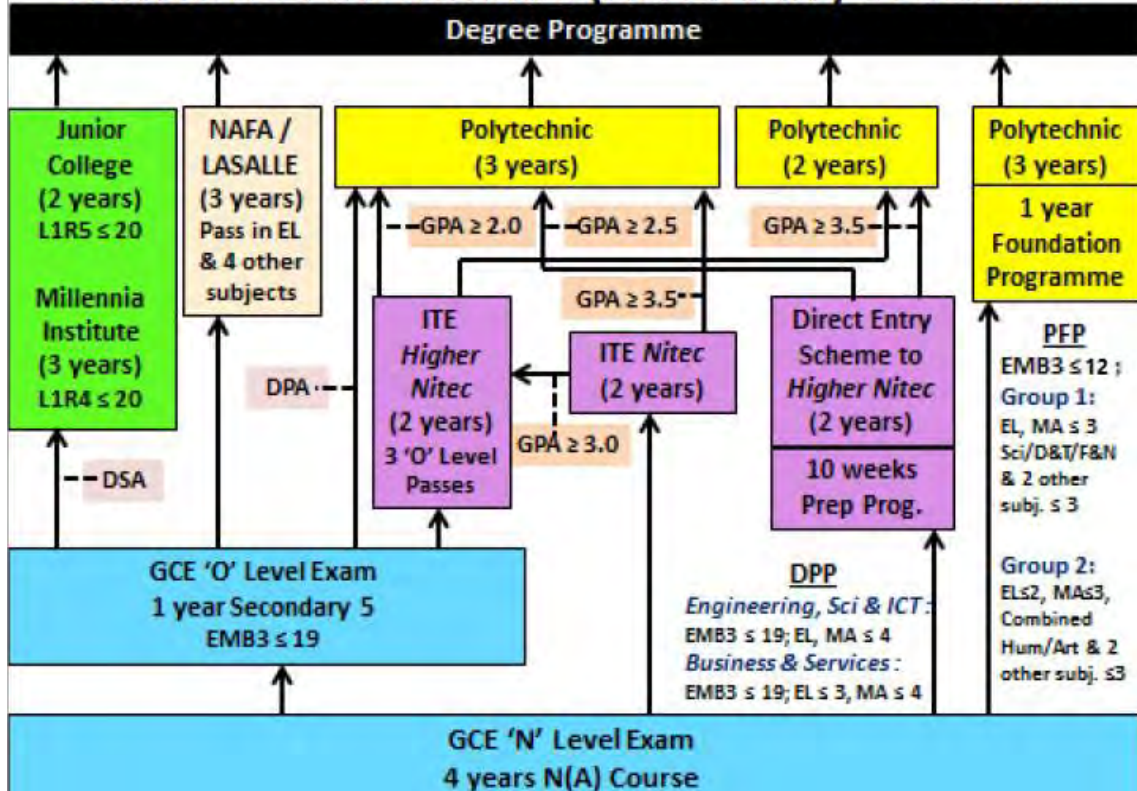 Degree Programme
Junior
College
(2 years)
L1R5 ≤ 20
Millennia
Institute
(3 years)
L1R4 ≤ 20
NAFA /
LASALLE
(3 years)
Pass in EL
& 4 other
subjects
Polytechnic
(3 years)
Polytechnic
(2 years)
Polytechnic
(3 years)
1 year
Foundation
Programme
GPA ≥ 2.0
GPA ≥ 2.5
GPA ≥ 3.5
GPA ≥ 3.5
DPA
DSA
ITE
Higher
Nitec
(2 years)
3 ‘O’ Level
Passes
ITE Nitec
(2 years)
GPA ≥ 3.0
Direct Entry
Scheme to
Higher Nitec
(2 years)
10 weeks
Prep Prog.
PFP
EMB3 ≤ 12 ;
Group 1:
EL, MA ≤ 3
Sci/D&T/F&N
& 2 other
subj. ≤ 3
Group 2:
EL≤2, MA≤3,
Combined
Hum/Art & 2
other subj. ≤3
GCE ‘O’ Level Exam
1 year Secondary 5
EMB3 ≤ 19
DPP
Engineering, Sci & ICT :
EMB3 ≤ 19; EL, MA ≤ 4
Business & Services :
EMB3 ≤ 19; EL ≤ 3, MA ≤ 4
GCE ‘N’ Level Exam
4 years N(A) Course